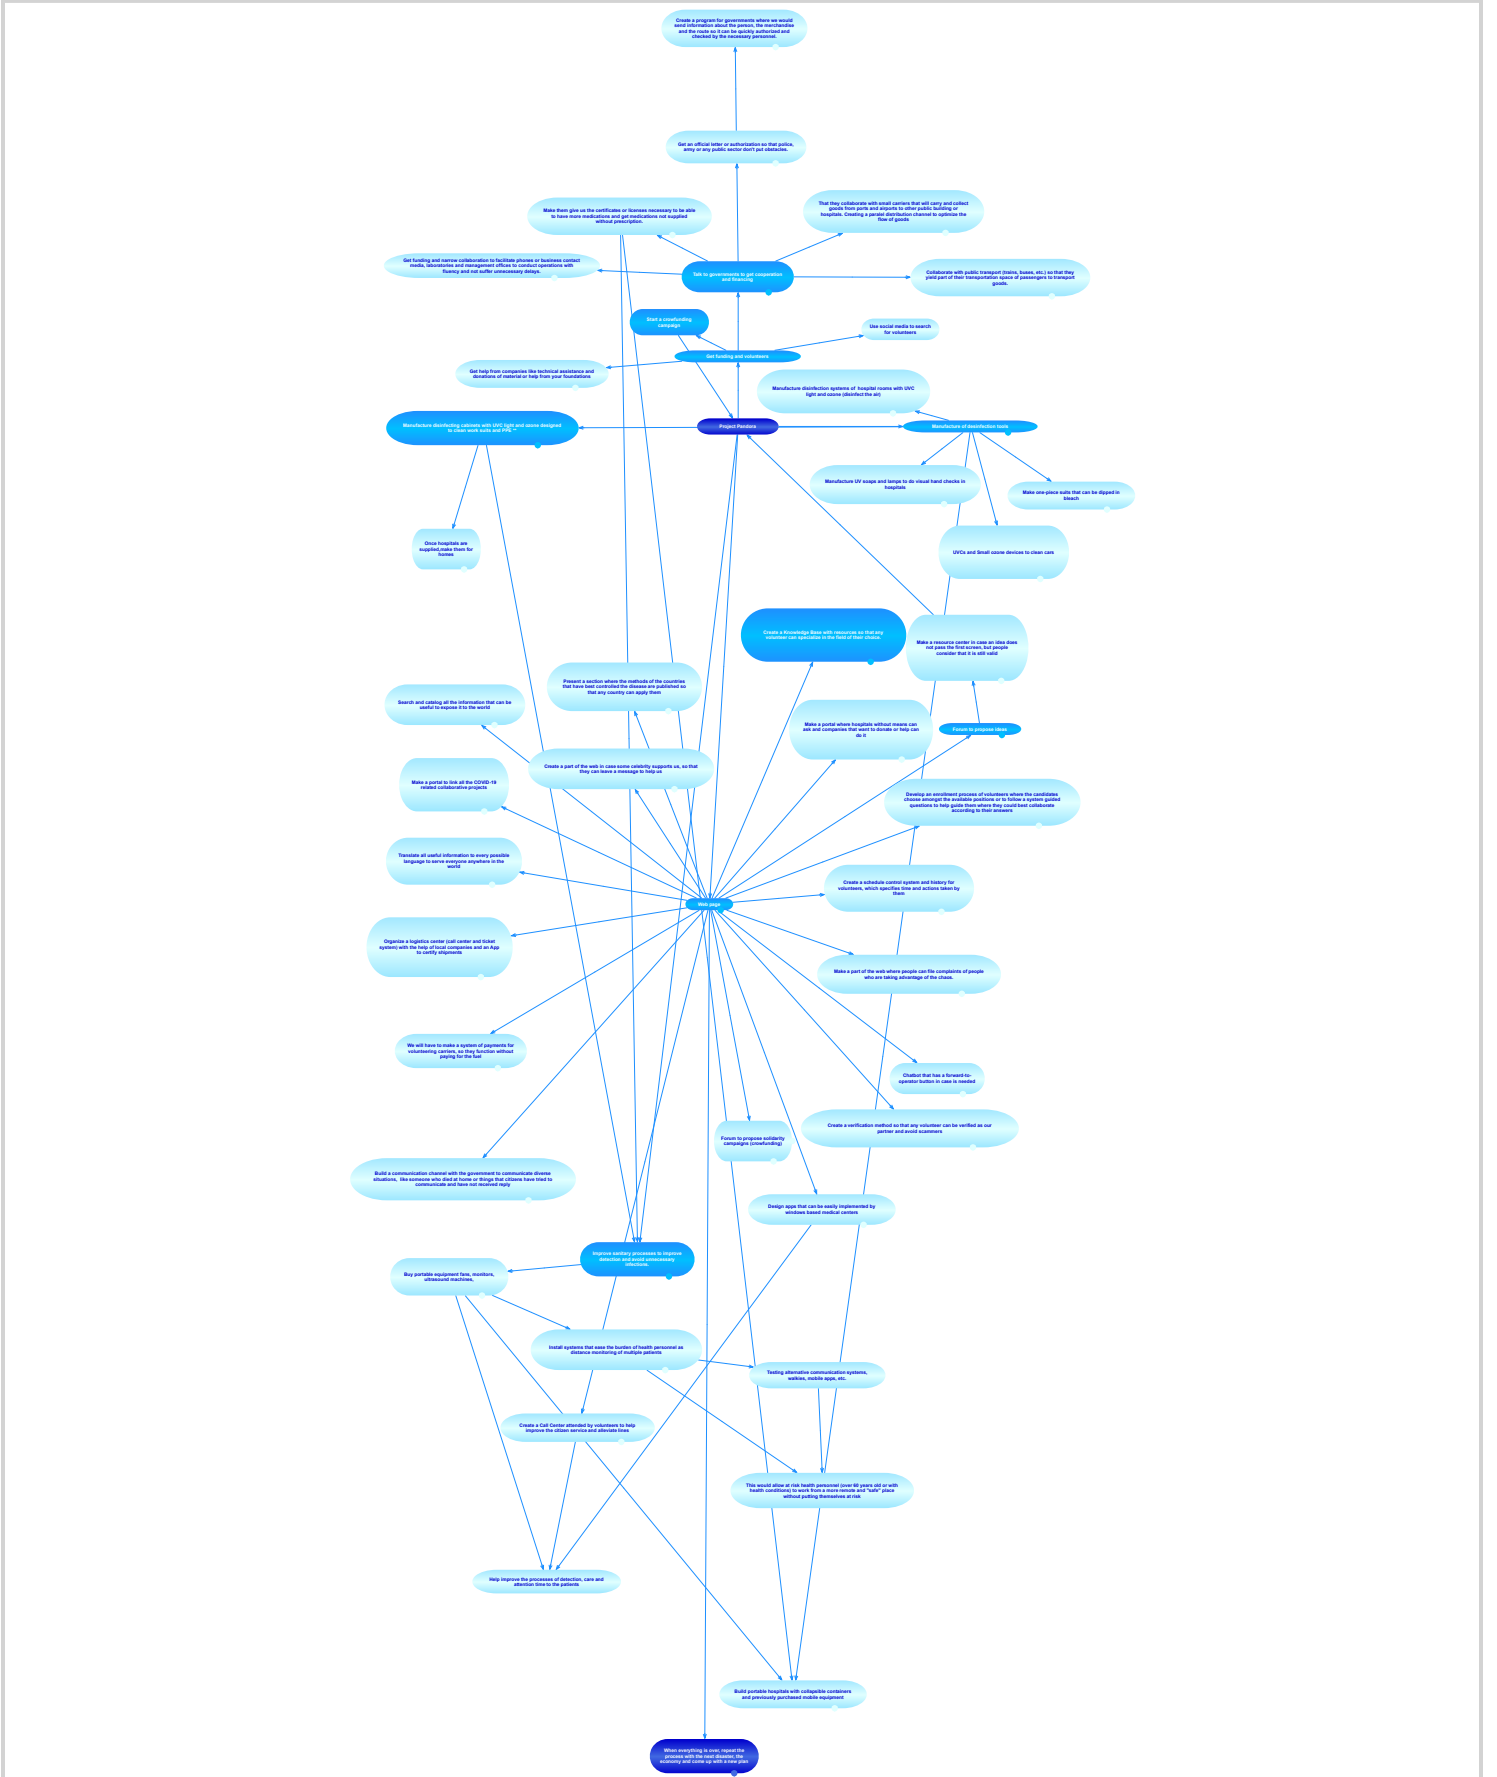 Create a program for governments where we would
send information about the person, the merchandise
and the route so it can be quickly authorized and
checked by the necessary personnel.
Get an official letter or authorization so that police,
army or any public sector don't put obstacles.
Make them give us the certificates or licenses necessary to be able
to have more medications and get medications not supplied
without prescription.
That they collaborate with small carriers that will carry and collect
goods from ports and airports to other public building or
hospitals. Creating a paralel distribution channel to optimize the
flow of goods
Get funding and narrow collaboration to facilitate phones or business contact
media, laboratories and management offices to conduct operations with
fluency and not suffer unnecessary delays.
Talk to governments to get cooperation
and financing
Collaborate with public transport (trains, buses, etc.) so that they
yield part of their transportation space of passengers to transport
goods.
Start a crowfunding
campaign
Use social media to search
for volunteers
Get funding and volunteers
Get help from companies like technical assistance and
donations of material or help from your foundations
Manufacture disinfection systems of hospital rooms with UVC
light and ozone (disinfect the air)
Manufacture disinfecting cabinets with UVC light and ozone designed
to clean work suits and PPE
Project Pandora
Manufacture of desinfection tools
Manufacture UV soaps and lamps to do visual hand checks in
hospitals
Make one-piece suits that can be dipped in
bleach
Once hospitals are
supplied,make them for
homes
UVCs and Small ozone devices to clean cars
Create a Knowledge Base with resources so that any
volunteer can specialize in the field of their choice.
Make a resource center in case an idea does
not pass the first screen, but people
consider that it is still valid
Present a section where the methods of the countries
that have best controlled the disease are published so
that any country can apply them
Search and catalog all the information that can be
useful to expose it to the world
Make a portal where hospitals without means can
ask and companies that want to donate or help can
do it
Forum to propose ideas
Create a part of the web in case some celebrity supports us, so that
they can leave a message to help us
Make a portal to link all the COVID-19
related collaborative projects
Develop an enrollment process of volunteers where the candidates
choose amongst the available positions or to follow a system guided
questions to help guide them where they could best collaborate
according to their answers
Translate all useful information to every possible
language to serve everyone anywhere in the
world
Create a schedule control system and history for
volunteers, which specifies time and actions taken by
them
Web page
Organize a logistics center (call center and ticket
system) with the help of local companies and an App
to certify shipments
Make a part of the web where people can file complaints of people
who are taking advantage of the chaos.
We will have to make a system of payments for
volunteering carriers, so they function without
paying for the fuel
Chatbot that has a forward-to-
operator button in case is needed
Create a verification method so that any volunteer can be verified as our
partner and avoid scammers
Forum to propose solidarity
campaigns (crowfunding)
Build a communication channel with the government to communicate diverse
situations, like someone who died at home or things that citizens have tried to
communicate and have not received reply
Design apps that can be easily implemented by
windows based medical centers
Improve sanitary processes to improve
detection and avoid unnecessary
infections.
Buy portable equipment fans, monitors,
ultrasound machines,
Install systems that ease the burden of health personnel as
distance monitoring of multiple patients
Testing alternative communication systems,
walkies, mobile apps, etc.
Create a Call Center attended by volunteers to help
improve the citizen service and alleviate lines
This would allow at risk health personnel (over 60 years old or with
health conditions) to work from a more remote and "safe" place
without putting themselves at risk
Help improve the processes of detection, care and
attention time to the patients
Build portable hospitals with collapsible containers
and previously purchased mobile equipment
When everything is over, repeat the
process with the next disaster, the
economy and come up with a new plan